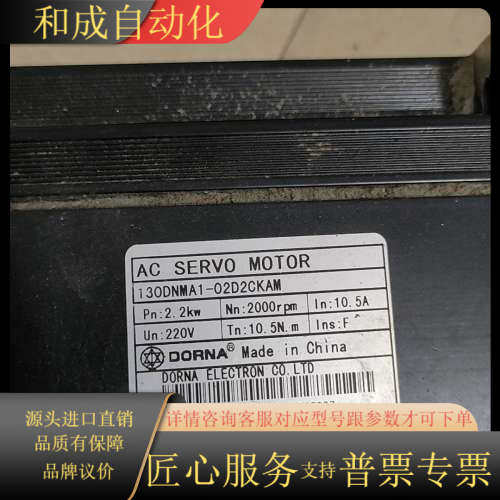 和成自动化
AC SERVO MOTOR
130DNMA1-02D2CKAM
Pn:2.2kw Nn:2000rpm In:10.5A
Un:220V Tn:10.5N.m Ins:F
DORNA® Made in China
DORNA ELECTRON CO.LTD
源头进口直销
品质有保障
品牌议价
详情咨询客服对应型号跟参数才可下单
匠心服务 支持 普票专票